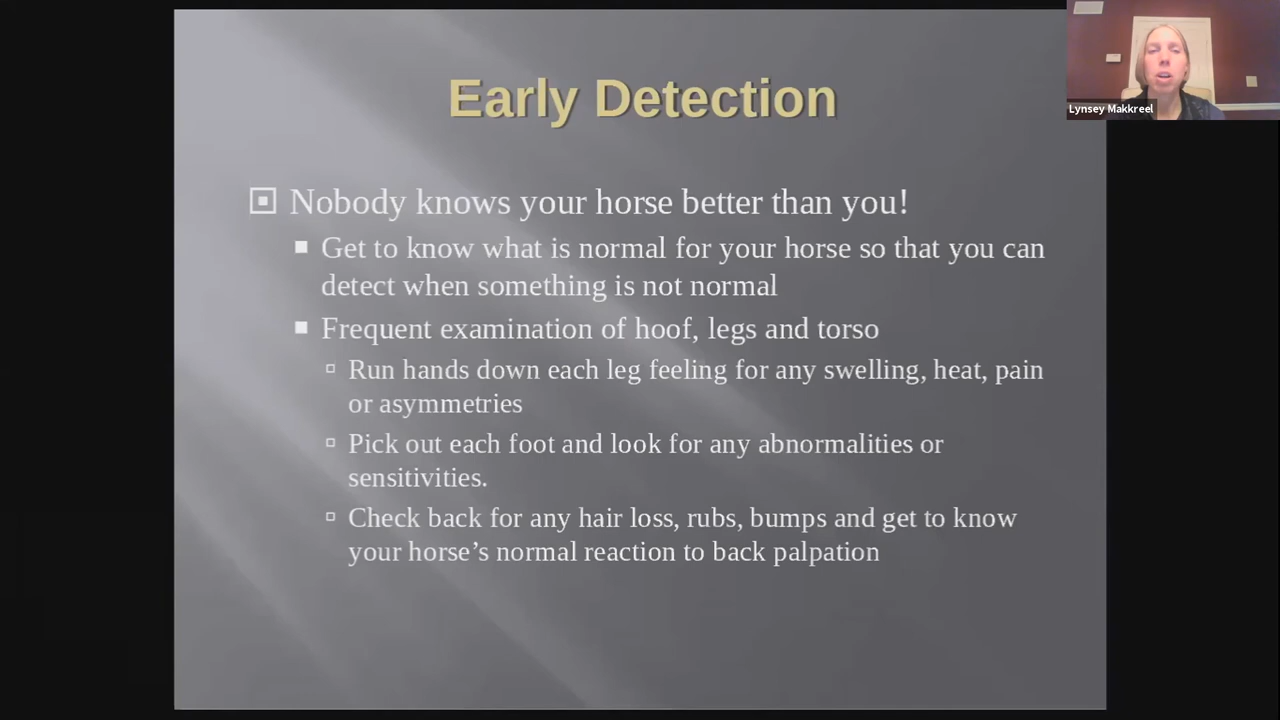 Early Detection
Nobody knows your horse better than you!
Get to know what is normal for your horse so that you can
detect when something is not normal
Frequent examination of hoof, legs and torso
Run hands down each leg feeling for any swelling, heat, pain
or asymmetries
Pick out each foot and look for any abnormalities or
sensitivities.
Check back for any hair loss, rubs, bumps and get to know
your horse’s normal reaction to back palpation
Lynsey Makkreel